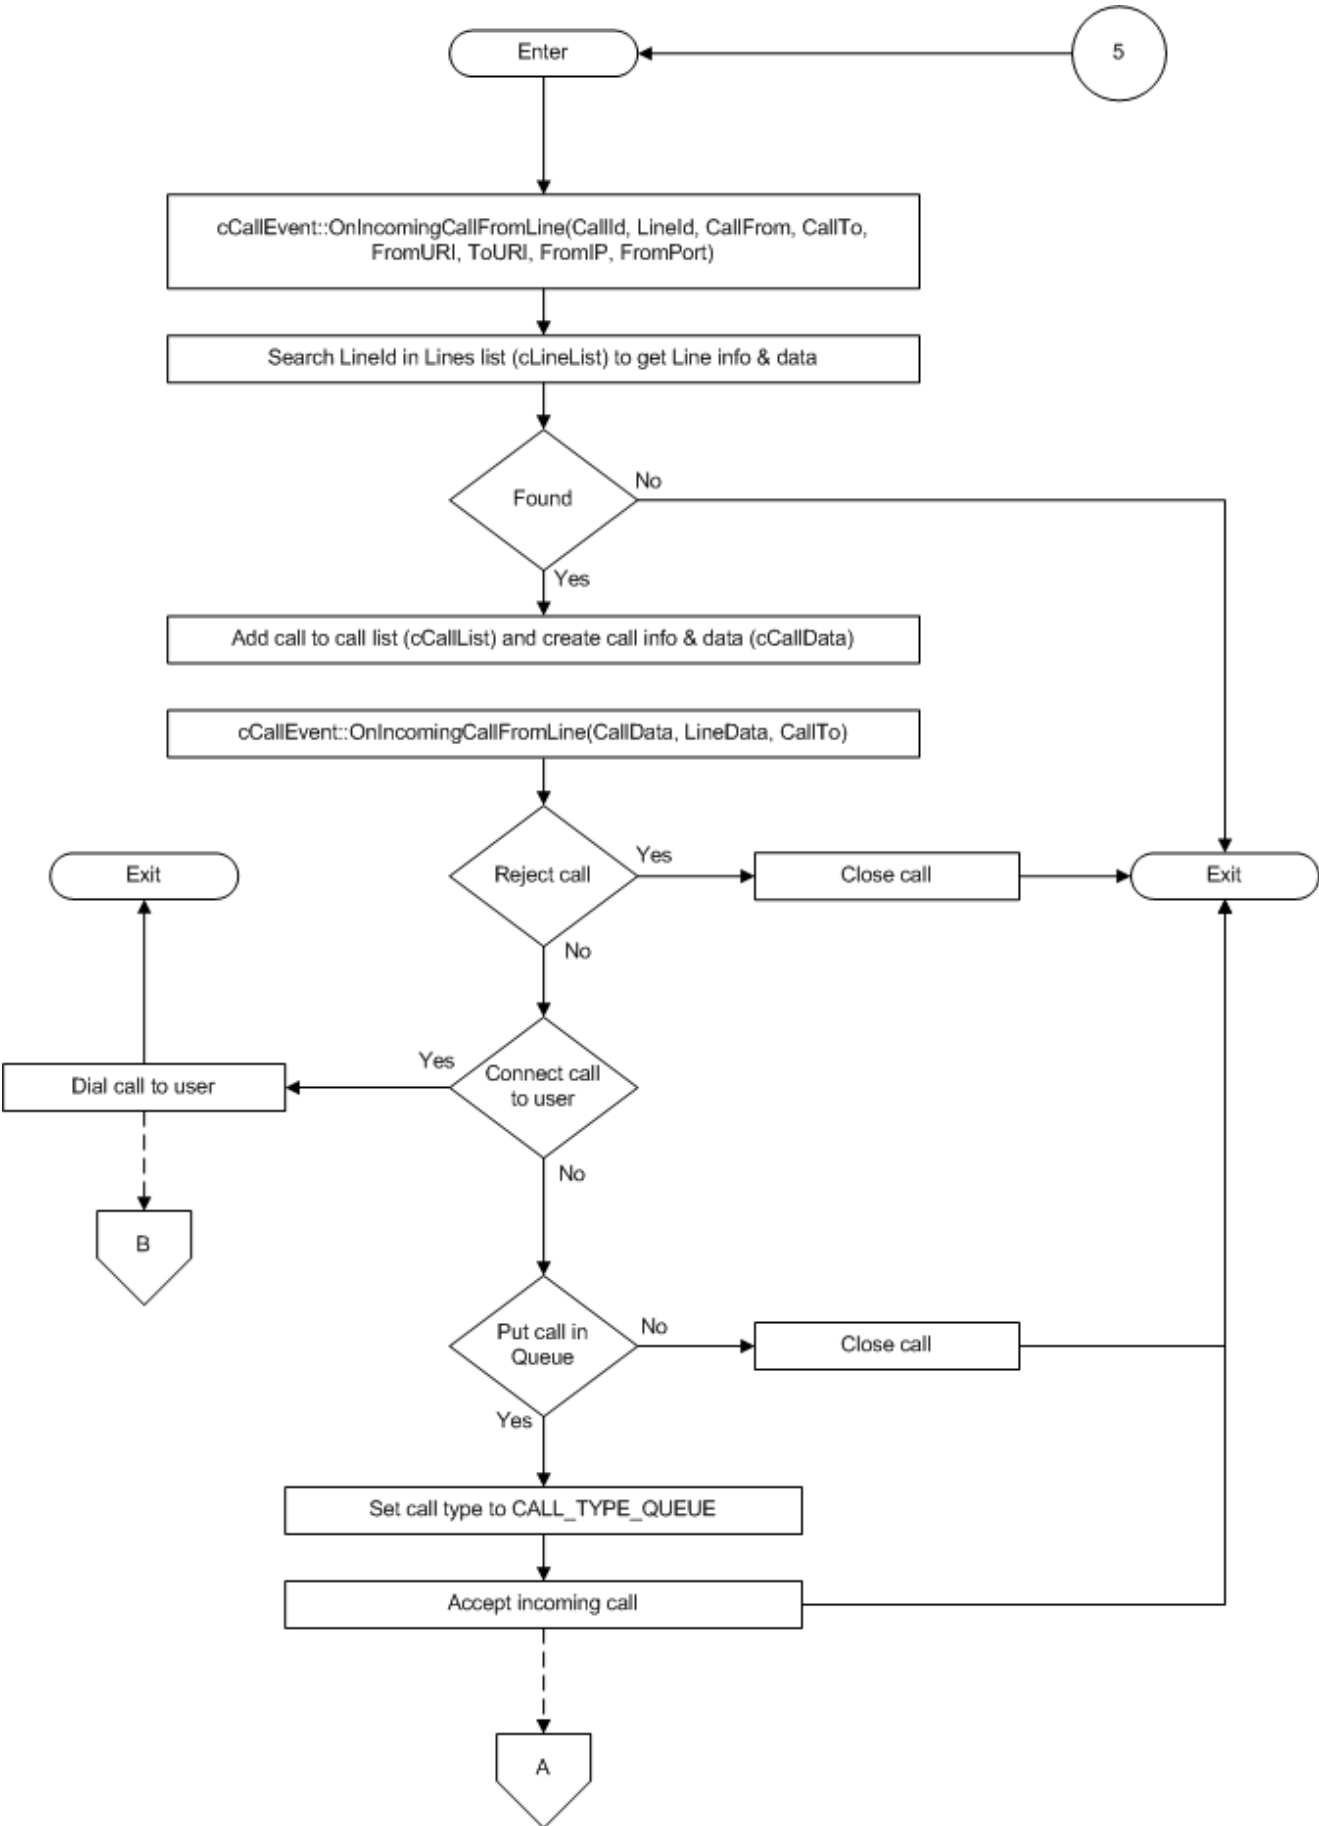 Enter
5
cCallEvent::OnIncomingCallFromLine(CallId, LineId, CallFrom, CallTo,
FromURI, ToURI, FromIP, FromPort)
Search LineId in Lines list (cLineList) to get Line info & data
Found
No
Yes
Add call to call list (cCallList) and create call info & data (cCallData)
cCallEvent::OnIncomingCallFromLine(CallData, LineData, CallTo)
Exit
Reject call
Yes
Close call
Exit
No
Dial call to user
Yes
Connect call
to user
No
B
Put call in
Queue
No
Close call
Yes
Set call type to CALL_TYPE_QUEUE
Accept incoming call
A